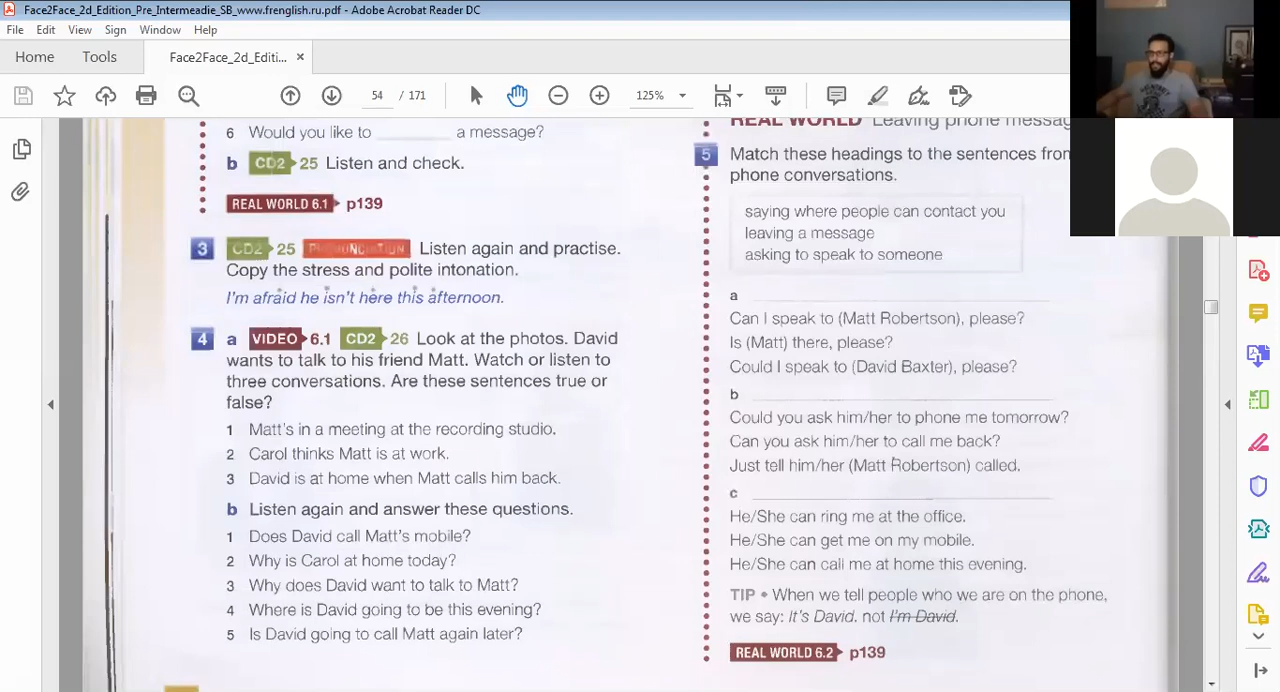 Face2Face_2d_Edition_Pre_Intermeadie_SB_www.frenglish.ru.pdf - Adobe Acrobat Reader DC
File Edit View Sign Window Help
Home Tools Face2Face_2d_Editi... ×
54 / 171 125%
6 Would you like to ________ a message?
b CD2 25 Listen and check.
REAL WORLD 6.1 p139
3 CD2 25 PRONUNCIATION Listen again and practise.
Copy the stress and polite intonation.
I'm afraid he isn't here this afternoon.
4 a VIDEO 6.1 CD2 26 Look at the photos. David
wants to talk to his friend Matt. Watch or listen to
three conversations. Are these sentences true or
false?
1 Matt's in a meeting at the recording studio.
2 Carol thinks Matt is at work.
3 David is at home when Matt calls him back.
b Listen again and answer these questions.
1 Does David call Matt's mobile?
2 Why is Carol at home today?
3 Why does David want to talk to Matt?
4 Where is David going to be this evening?
5 Is David going to call Matt again later?
REAL WORLD Leaving phone messag
5 Match these headings to the sentences from
phone conversations.
saying where people can contact you
leaving a message
asking to speak to someone
a
Can I speak to (Matt Robertson), please?
Is (Matt) there, please?
Could I speak to (David Baxter), please?
b
Could you ask him/her to phone me tomorrow?
Can you ask him/her to call me back?
Just tell him/her (Matt Robertson) called.
c
He/She can ring me at the office.
He/She can get me on my mobile.
He/She can call me at home this evening.
TIP • When we tell people who we are on the phone,
we say: It's David. not I'm David.
REAL WORLD 6.2 p139